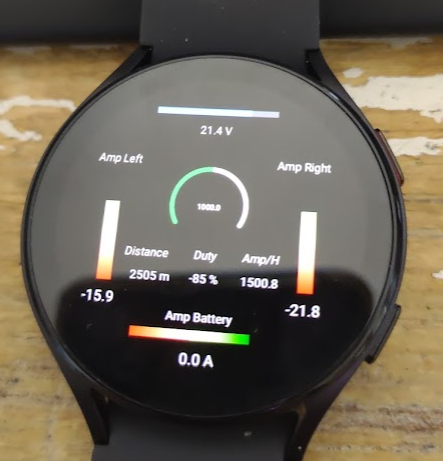 21.4 V
Amp Left
Amp Right
1000.0
Distance Duty Amp/H
2505 m -85 % 1500.8
-15.9
-21.8
Amp Battery
0.0 A